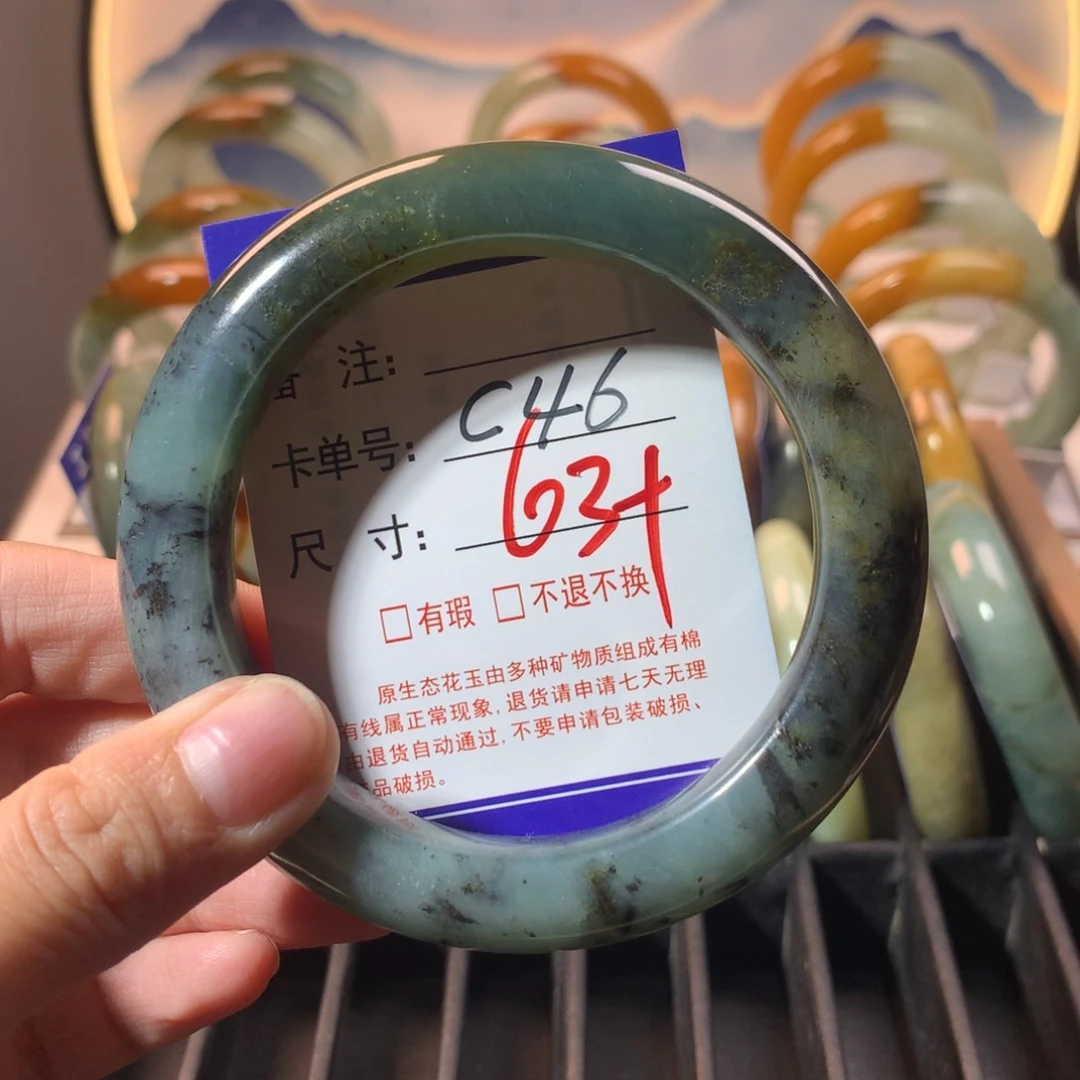 备 注:
卡单号: C46
尺 寸: 63+
□有瑕 □不退不换
原生态花玉由多种矿物质组成有棉
有线属正常现象, 退货请申请七天无理
由退货自动通过, 不要申请包装破损、
品破损。